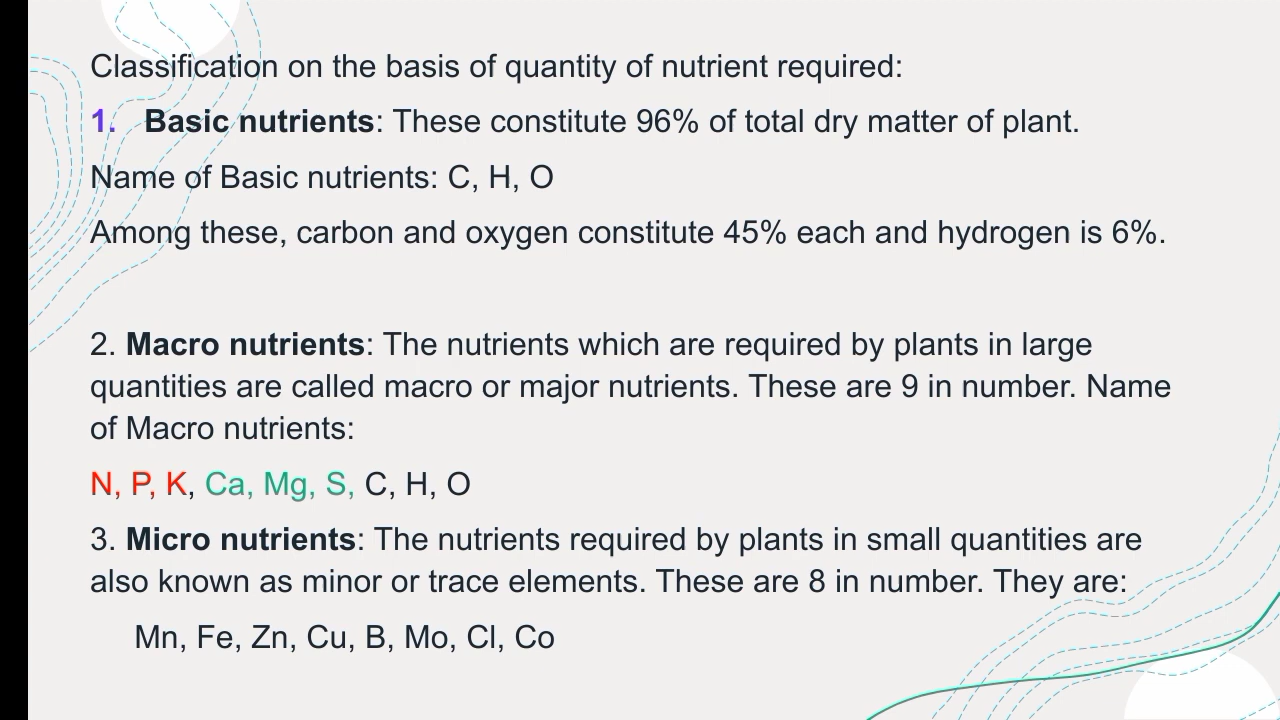 Classification on the basis of quantity of nutrient required:
1. Basic nutrients: These constitute 96% of total dry matter of plant.
Name of Basic nutrients: C, H, O
Among these, carbon and oxygen constitute 45% each and hydrogen is 6%.
2. Macro nutrients: The nutrients which are required by plants in large
quantities are called macro or major nutrients. These are 9 in number. Name
of Macro nutrients:
N, P, K, Ca, Mg, S, C, H, O
3. Micro nutrients: The nutrients required by plants in small quantities are
also known as minor or trace elements. These are 8 in number. They are:
Mn, Fe, Zn, Cu, B, Mo, Cl, Co